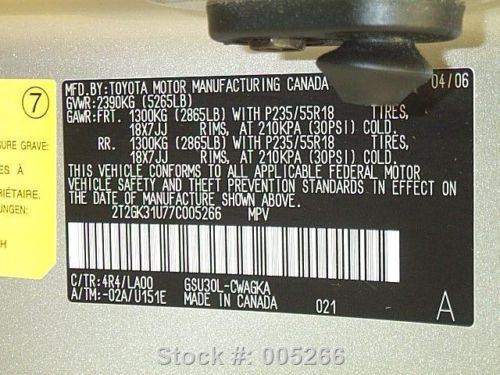 7
SURE GRAVE:
ES À
RIÉTAIRE,
UNGEN:
H
MFD.BY:TOYOTA MOTOR MANUFACTURING CANADA 04/06
GVWR:2390KG (5265LB)
GAWR:FRT. 1300KG (2865LB) WITH P235/55R18 TIRES,
18X7JJ RIMS, AT 210KPA (30PSI) COLD.
RR. 1300KG (2865LB) WITH P235/55R18 TIRES,
18X7JJ RIMS, AT 210KPA (30PSI) COLD.
THIS VEHICLE CONFORMS TO ALL APPLICABLE FEDERAL MOTOR
VEHICLE SAFETY AND THEFT PREVENTION STANDARDS IN EFFECT ON
THE DATE OF MANUFACTURE SHOWN ABOVE.
2T2GK31U77C005266 MPV
C/TR: 4R4/LA00 GSU30L-CWAGKA
A/TM:-02A/U151E MADE IN CANADA 021 A
Stock #: 005266